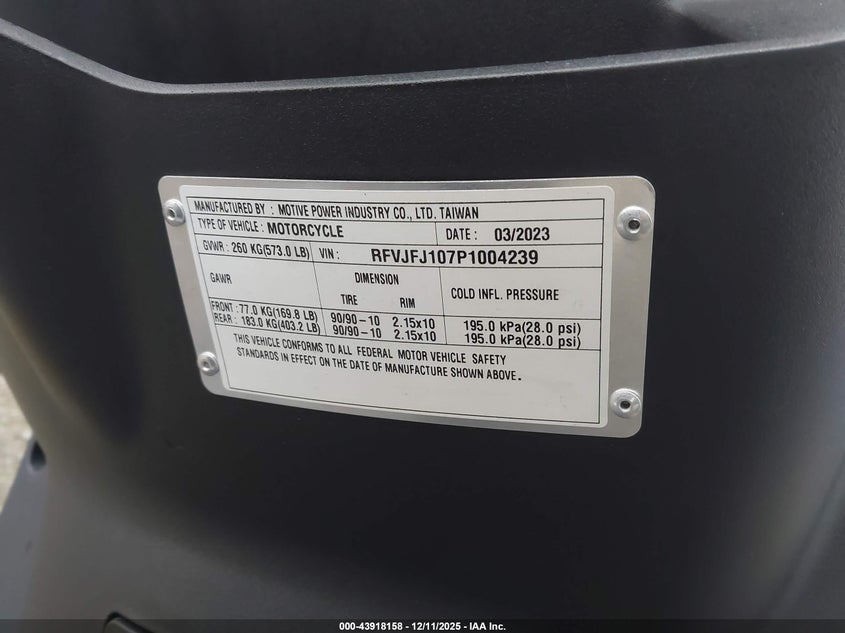 MANUFACTURED BY : MOTIVE POWER INDUSTRY CO., LTD. TAIWAN
TYPE OF VEHICLE : MOTORCYCLE DATE : 03/2023
GVWR : 260 KG(573.0 LB) VIN : RFVJFJ107P1004239
GAWR DIMENSION COLD INFL. PRESSURE
TIRE RIM
FRONT : 77.0 KG(169.8 LB) 90/90-10 2.15x10 195.0 kPa(28.0 psi)
REAR : 183.0 KG(403.2 LB) 90/90-10 2.15x10 195.0 kPa(28.0 psi)
THIS VEHICLE CONFORMS TO ALL FEDERAL MOTOR VEHICLE SAFETY
STANDARDS IN EFFECT ON THE DATE OF MANUFACTURE SHOWN ABOVE.
000-43918158 - 12/11/2025 - IAA Inc.